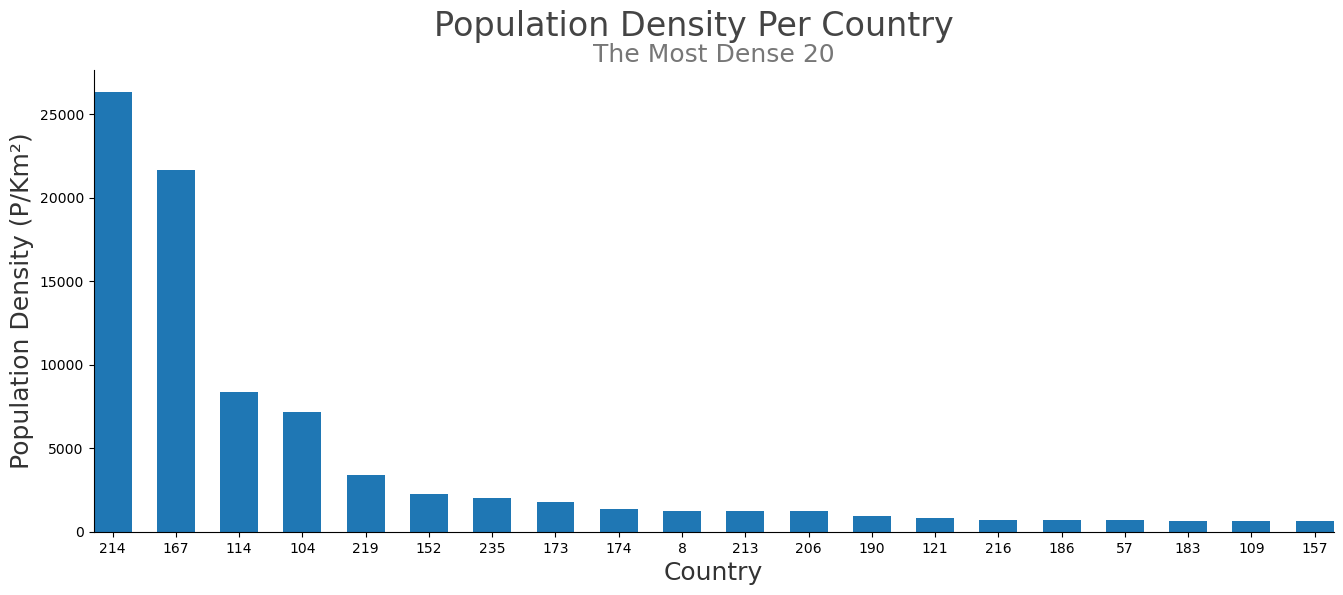 Population Density Per Country
The Most Dense 20
Population Density (P/Km²)
25000
20000
15000
10000
5000
0
214 167 114 104 219 152 235 173 174 8 213 206 190 121 216 186 57 183 109 157
Country